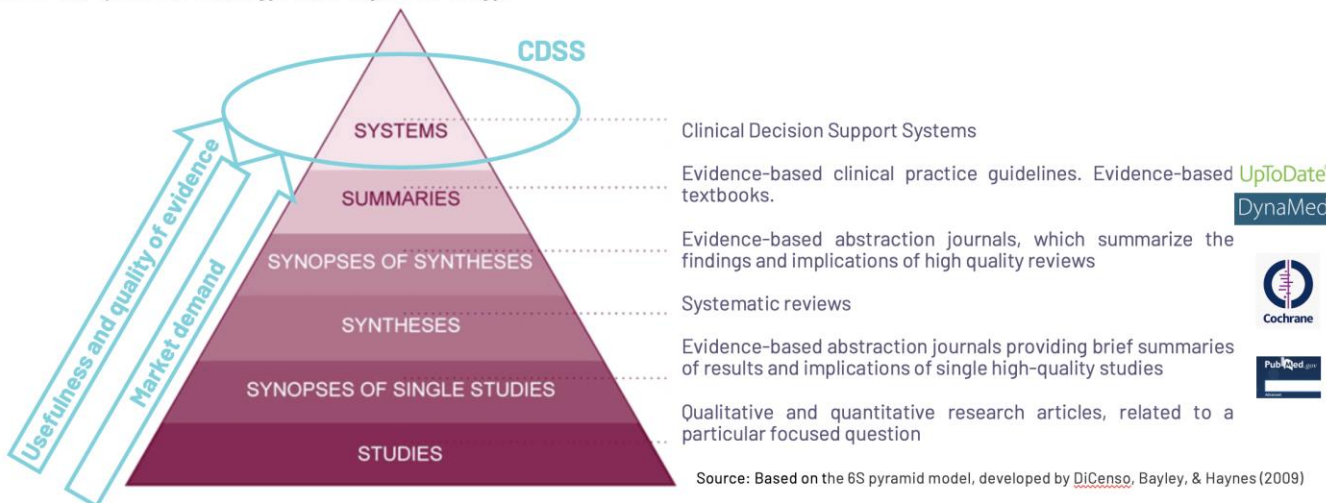 CDSS
SYSTEMS
SUMMARIES
SYNOPSES OF SYNTHESES
SYNTHESES
SYNOPSES OF SINGLE STUDIES
STUDIES
Usefulness and quality of evidence
Market demand
Clinical Decision Support Systems
Evidence-based clinical practice guidelines. Evidence-based
textbooks.
UpToDate
DynaMed
Evidence-based abstraction journals, which summarize the
findings and implications of high quality reviews
Cochrane
Systematic reviews
Evidence-based abstraction journals providing brief summaries
of results and implications of single high-quality studies
PubMed.gov
Qualitative and quantitative research articles, related to a
particular focused question
Source: Based on the 6S pyramid model, developed by DiCenso, Bayley, & Haynes (2009)